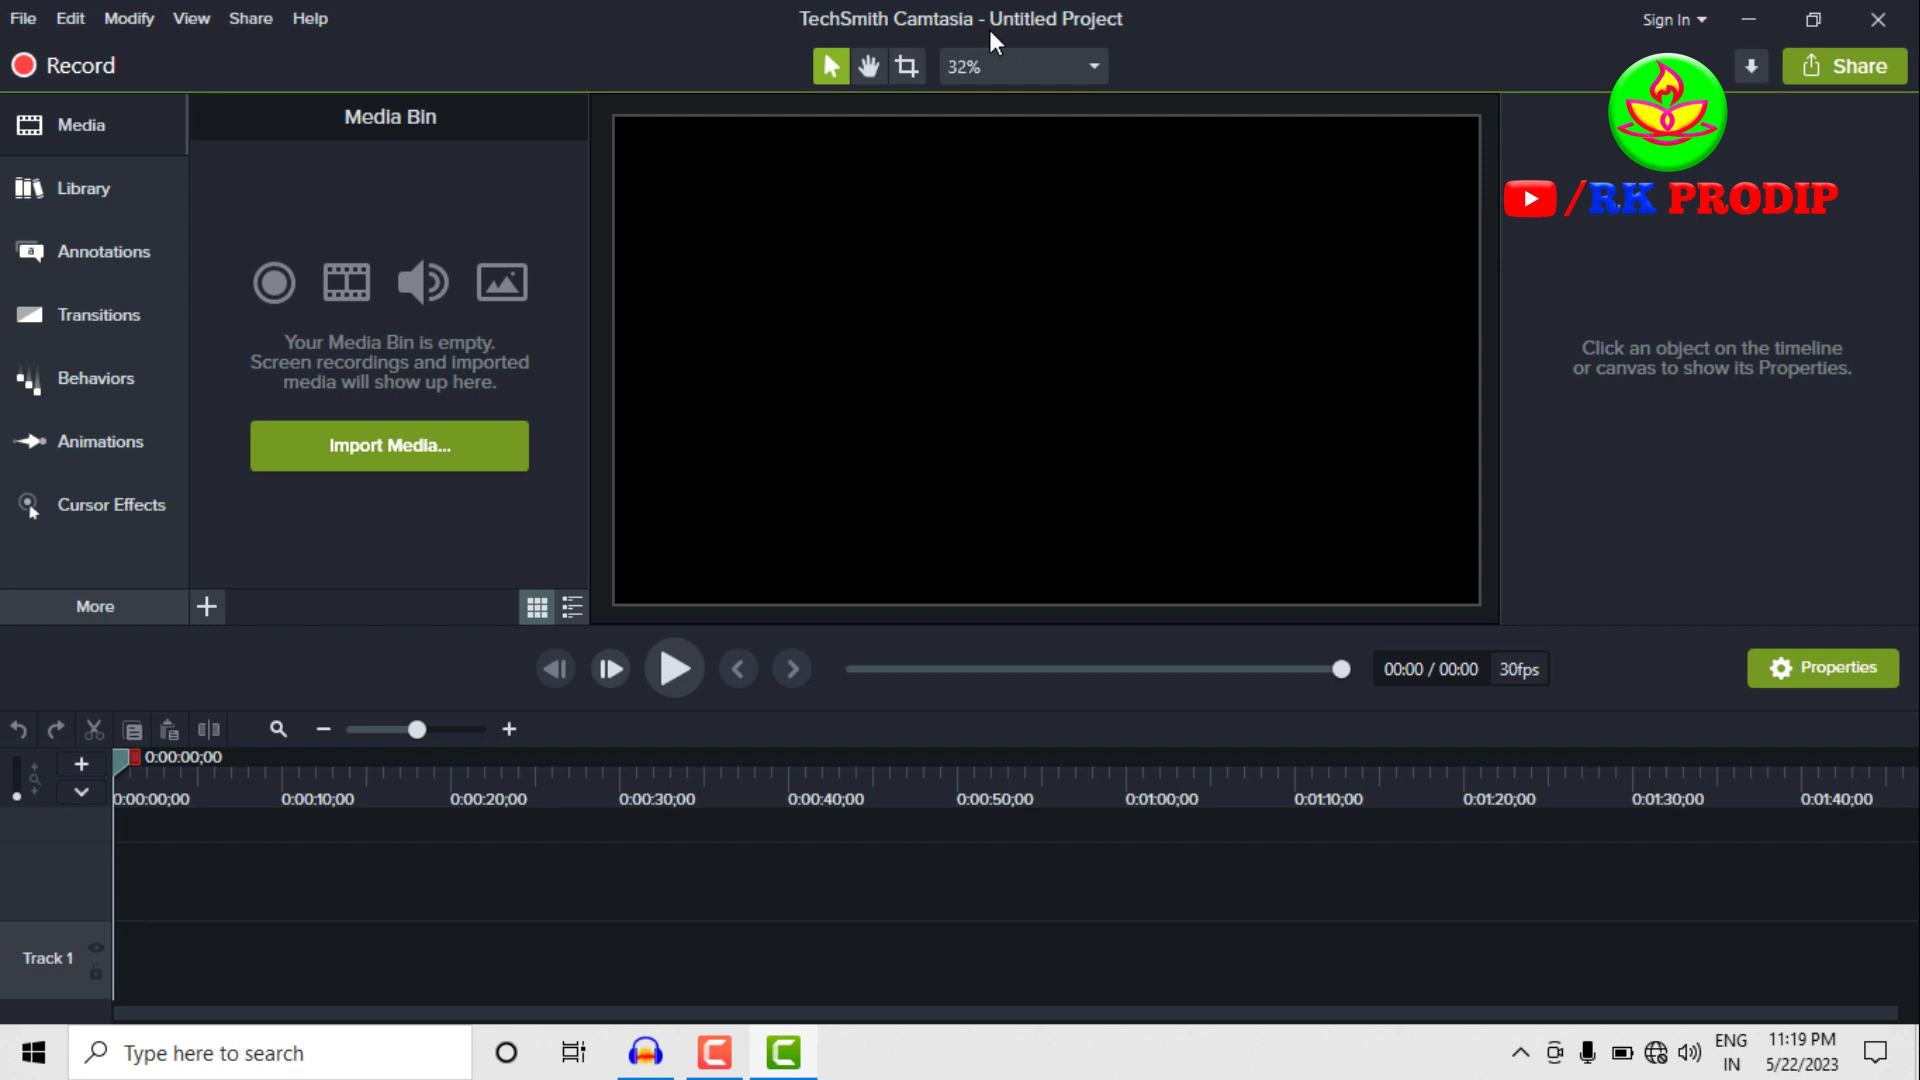 File Edit Modify View Share Help
TechSmith Camtasia - Untitled Project
Sign In
Record
32%
Share
Media
Media Bin
/RK PRODIP
Library
Annotations
Transitions
Behaviors
Animations
Cursor Effects
Your Media Bin is empty.
Screen recordings and imported
media will show up here.
Import Media...
Click an object on the timeline
or canvas to show its Properties.
More
00:00 / 00:00 30fps
Properties
0:00:00;00
0:00:00;00 0:00:10;00 0:00:20;00 0:00:30;00 0:00:40;00 0:00:50;00 0:01:00;00 0:01:10;00 0:01:20;00 0:01:30;00 0:01:40;00
Track 1
Type here to search
ENG
IN
11:19 PM
5/22/2023